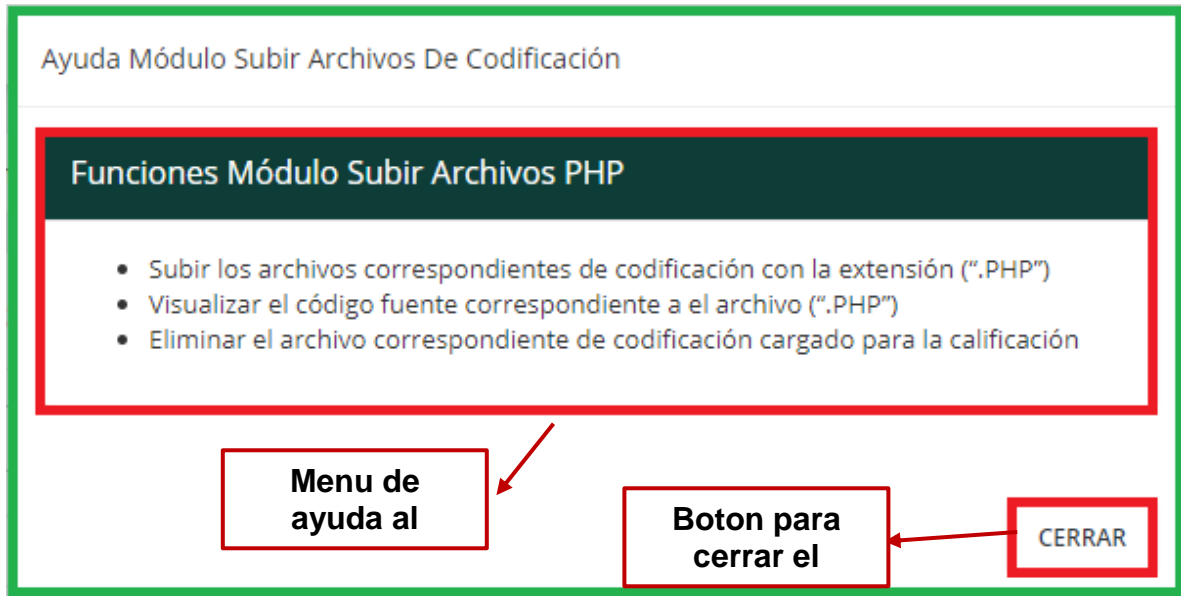 Ayuda Módulo Subir Archivos De Codificación
Funciones Módulo Subir Archivos PHP
• Subir los archivos correspondientes de codificación con la extensión (“.PHP”)
• Visualizar el código fuente correspondiente a el archivo (“.PHP”)
• Eliminar el archivo correspondiente de codificación cargado para la calificación
Menu de
ayuda al
Boton para
cerrar el
CERRAR